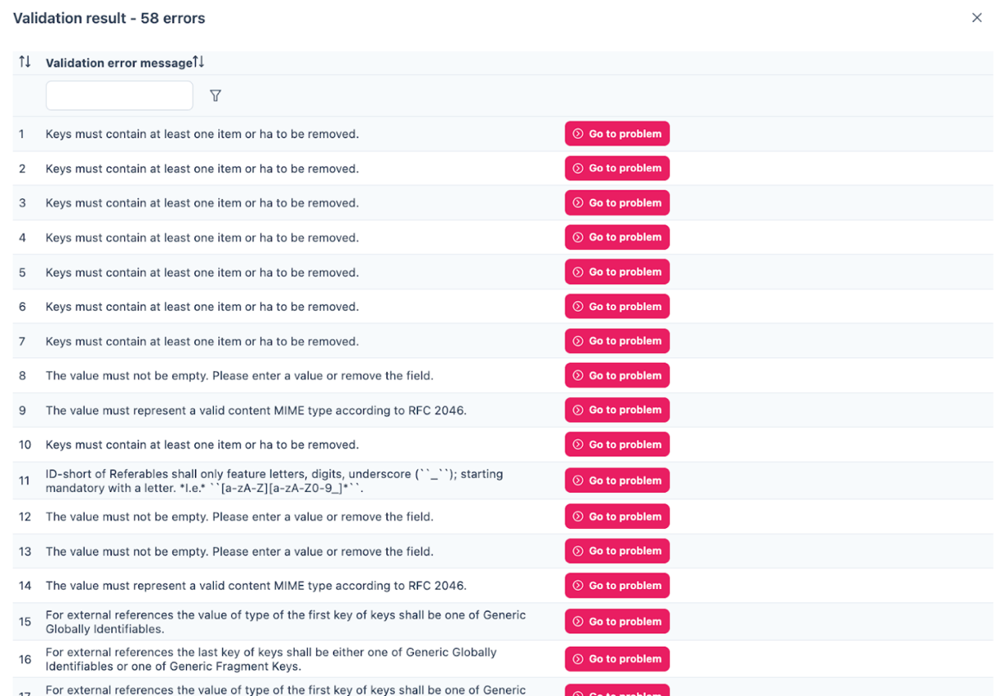 Validation result - 58 errors
Validation error message
1 Keys must contain at least one item or ha to be removed. Go to problem
2 Keys must contain at least one item or ha to be removed. Go to problem
3 Keys must contain at least one item or ha to be removed. Go to problem
4 Keys must contain at least one item or ha to be removed. Go to problem
5 Keys must contain at least one item or ha to be removed. Go to problem
6 Keys must contain at least one item or ha to be removed. Go to problem
7 Keys must contain at least one item or ha to be removed. Go to problem
8 The value must not be empty. Please enter a value or remove the field. Go to problem
9 The value must represent a valid content MIME type according to RFC 2046. Go to problem
10 Keys must contain at least one item or ha to be removed. Go to problem
11 ID-short of Referables shall only feature letters, digits, underscore (``_``); starting
mandatory with a letter. *I.e.* ``[a-zA-Z][a-zA-Z0-9_]*``. Go to problem
12 The value must not be empty. Please enter a value or remove the field. Go to problem
13 The value must not be empty. Please enter a value or remove the field. Go to problem
14 The value must represent a valid content MIME type according to RFC 2046. Go to problem
15 For external references the value of type of the first key of keys shall be one of Generic
Globally Identifiables. Go to problem
16 For external references the last key of keys shall be either one of Generic Globally
Identifiables or one of Generic Fragment Keys. Go to problem
17 For external references the value of type of the first key of keys shall be one of Generic
Go to problem